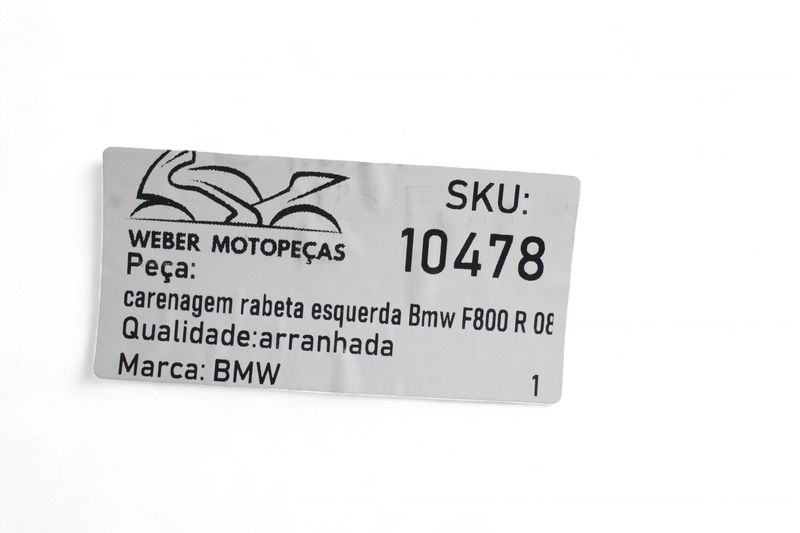 WEBER MOTOPEÇAS
SKU:
10478
Peça:
carenagem rabeta esquerda Bmw F800 R 08
Qualidade:arranhada
Marca: BMW
1